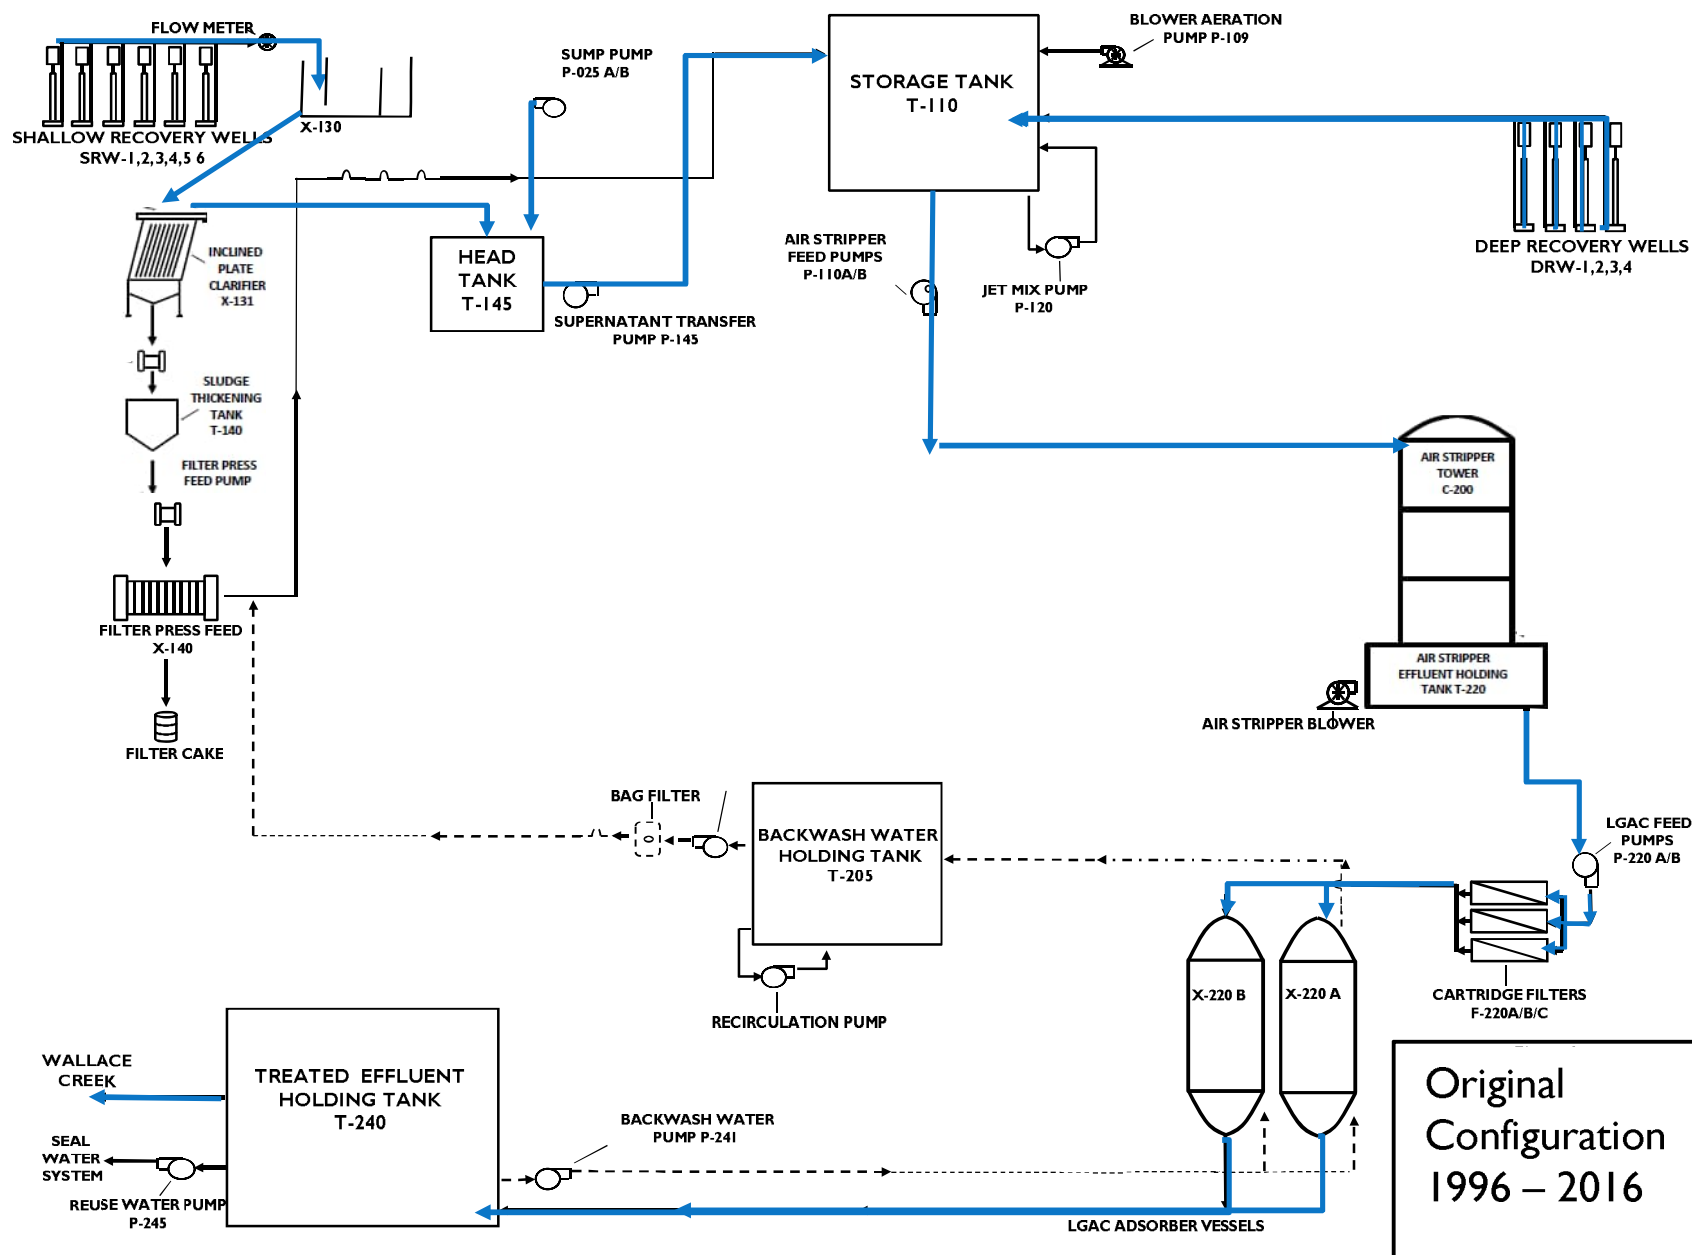 FLOW METER
SHALLOW RECOVERY WELLS
SRW-1,2,3,4,5 6
X-130
SUMP PUMP
P-025 A/B
STORAGE TANK
T-110
BLOWER AERATION
PUMP P-109
DEEP RECOVERY WELLS
DRW-1,2,3,4
INCLINED
PLATE
CLARIFIER
X-131
HEAD
TANK
T-145
SUPERNATANT TRANSFER
PUMP P-145
AIR STRIPPER
FEED PUMPS
P-110A/B
JET MIX PUMP
P-120
SLUDGE
THICKENING
TANK
T-140
FILTER PRESS
FEED PUMP
FILTER PRESS FEED
X-140
FILTER CAKE
AIR STRIPPER
TOWER
C-200
AIR STRIPPER
EFFLUENT HOLDING
TANK T-220
AIR STRIPPER BLOWER
BAG FILTER
BACKWASH WATER
HOLDING TANK
T-205
RECIRCULATION PUMP
LGAC FEED
PUMPS
P-220 A/B
CARTRIDGE FILTERS
F-220A/B/C
X-220 B
X-220 A
LGAC ADSORBER VESSELS
WALLACE
CREEK
SEAL
WATER
SYSTEM
REUSE WATER PUMP
P-245
TREATED EFFLUENT
HOLDING TANK
T-240
BACKWASH WATER
PUMP P-241
Original
Configuration
1996 – 2016